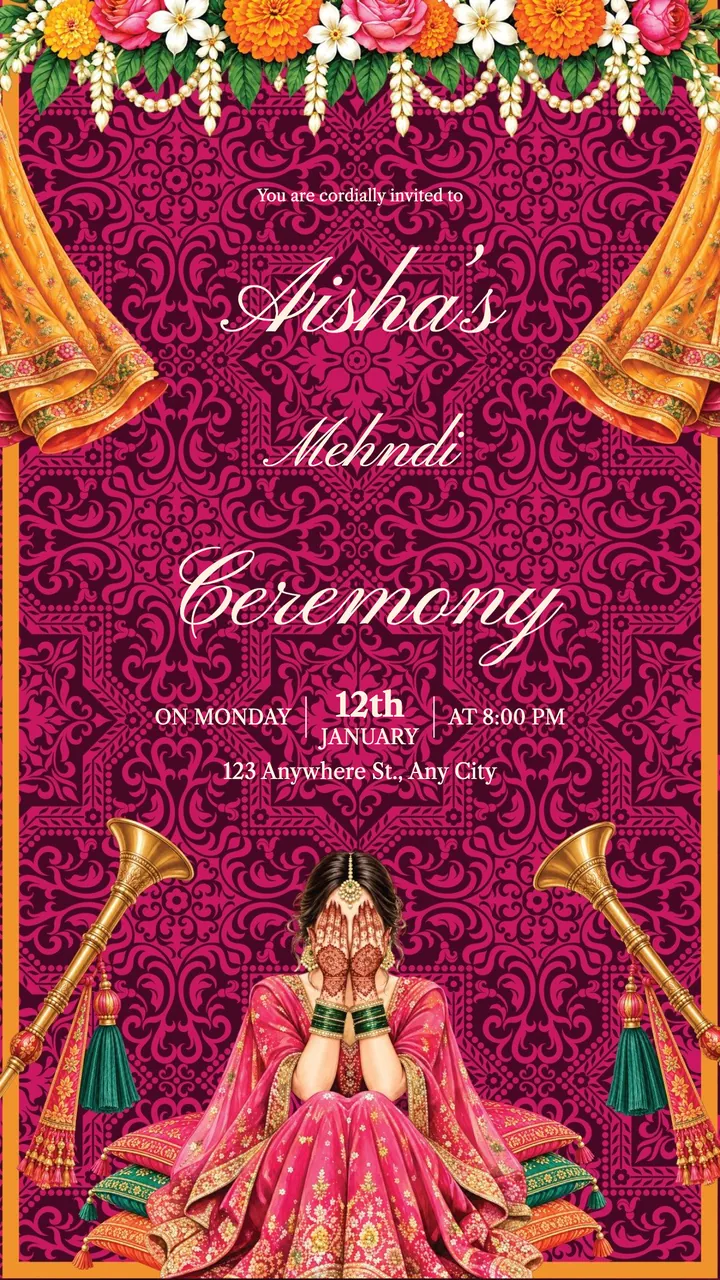 You are cordially invited to
Aisha's
Mehndi
Ceremony
ON MONDAY
12th
JANUARY
AT 8:00 PM
123 Anywhere St., Any City